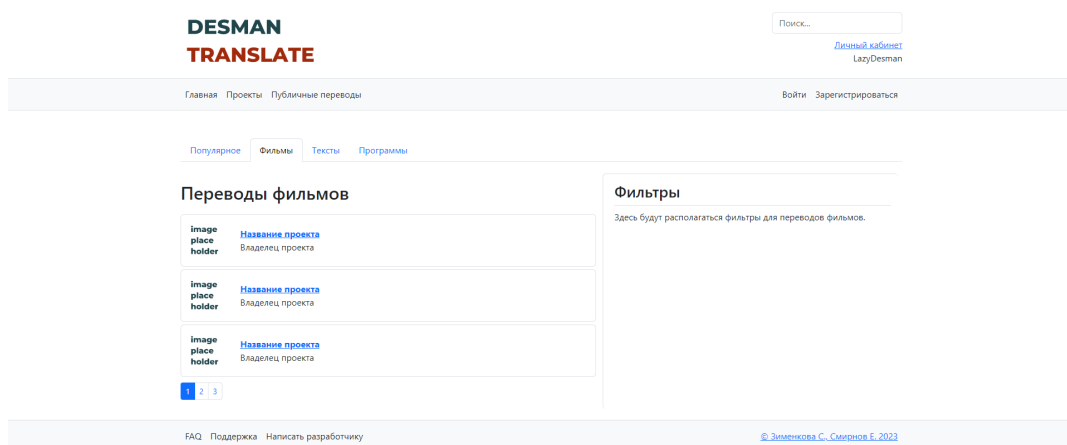 DESMAN
TRANSLATE
Поиск...
Личный кабинет
LazyDesman
Главная Проекты Публичные переводы
Войти Зарегистрироваться
Популярное Фильмы Тексты Программы
Переводы фильмов
image
place
holder
Название проекта
Владелец проекта
image
place
holder
Название проекта
Владелец проекта
image
place
holder
Название проекта
Владелец проекта
1 2 3
Фильтры
Здесь будут располагаться фильтры для переводов фильмов.
FAQ Поддержка Написать разработчику
© Зименкова С., Смирнов Е. 2023